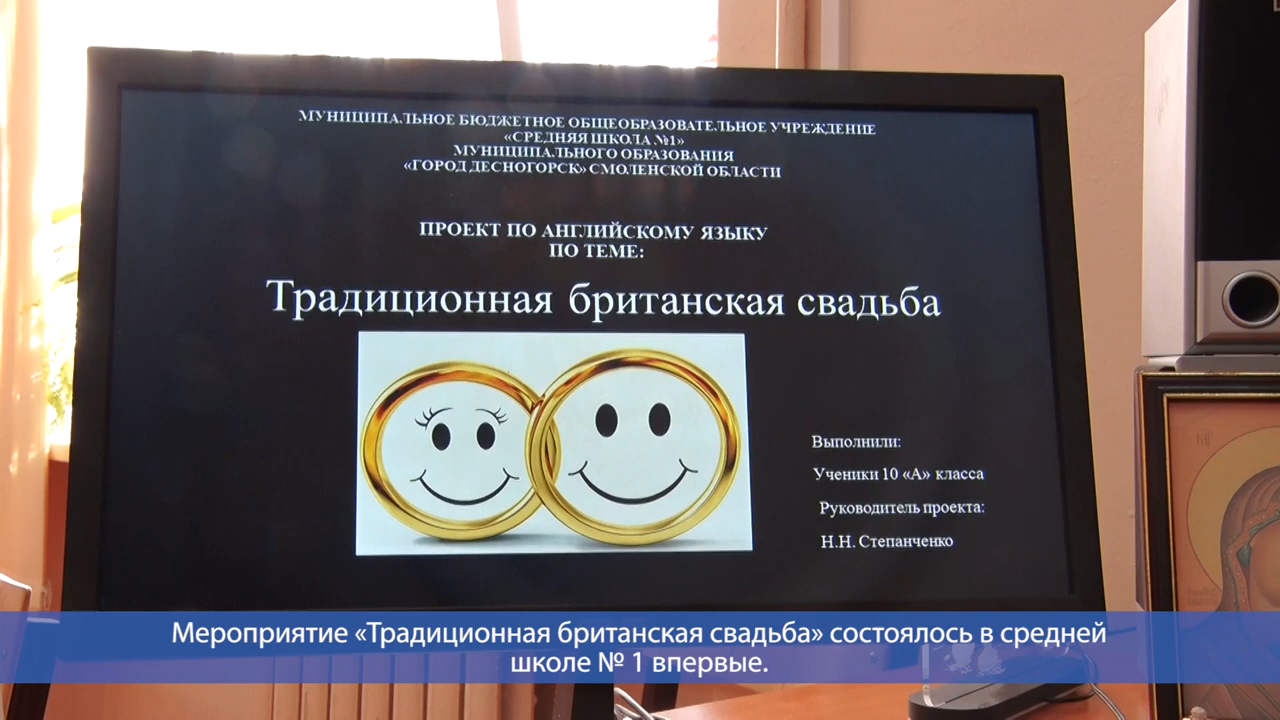 МУНИЦИПАЛЬНОЕ БЮДЖЕТНОЕ ОБЩЕОБРАЗОВАТЕЛЬНОЕ УЧРЕЖДЕНИЕ
«СРЕДНЯЯ ШКОЛА №1»
МУНИЦИПАЛЬНОГО ОБРАЗОВАНИЯ
«ГОРОД ДЕСНОГОРСК» СМОЛЕНСКОЙ ОБЛАСТИ
ПРОЕКТ ПО АНГЛИЙСКОМУ ЯЗЫКУ
ПО ТЕМЕ:
Традиционная британская свадьба
Выполнили:
Ученики 10 «А» класса
Руководитель проекта:
Н.Н. Степанченко
Мероприятие «Традиционная британская свадьба» состоялось в средней
школе № 1 впервые.